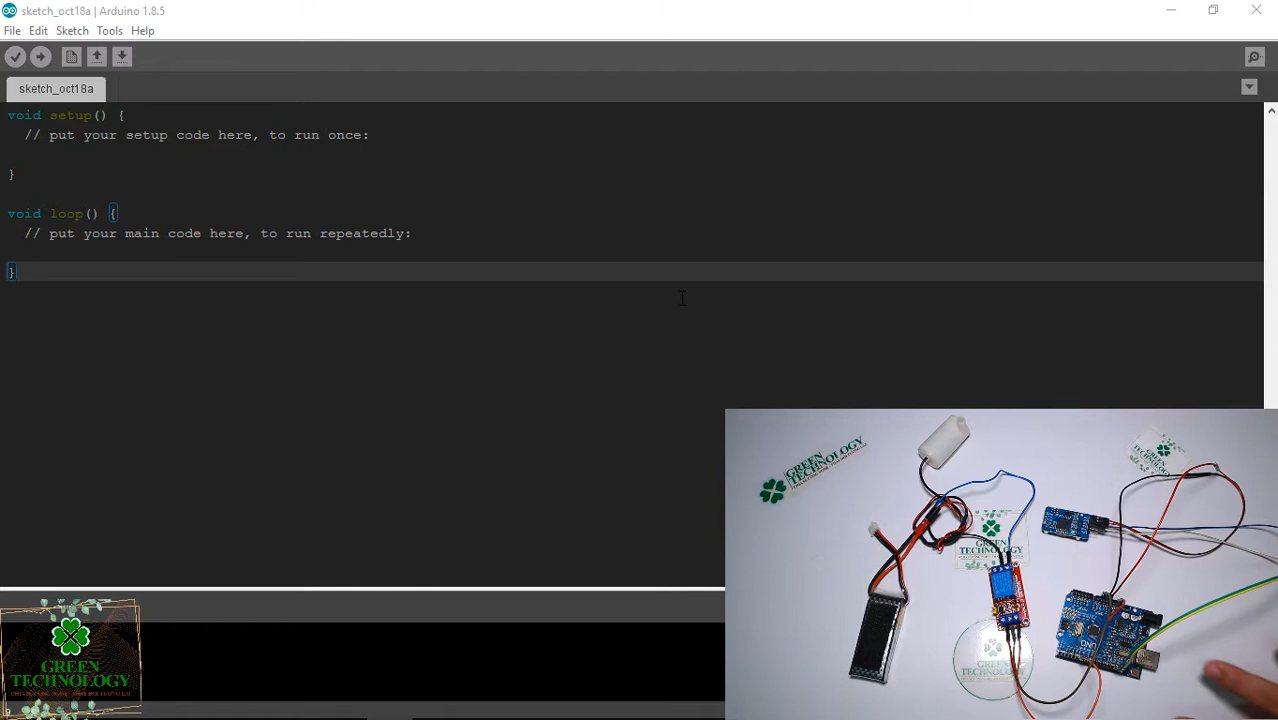 sketch_oct18a | Arduino 1.8.5
File Edit Sketch Tools Help
sketch_oct18a
void setup() {
// put your setup code here, to run once:
}
void loop() {
// put your main code here, to run repeatedly:
}
GREEN
TECHNOLOGY
GREEN
TECHNOLOGY
GREEN
TECHNOLOGY
UNO